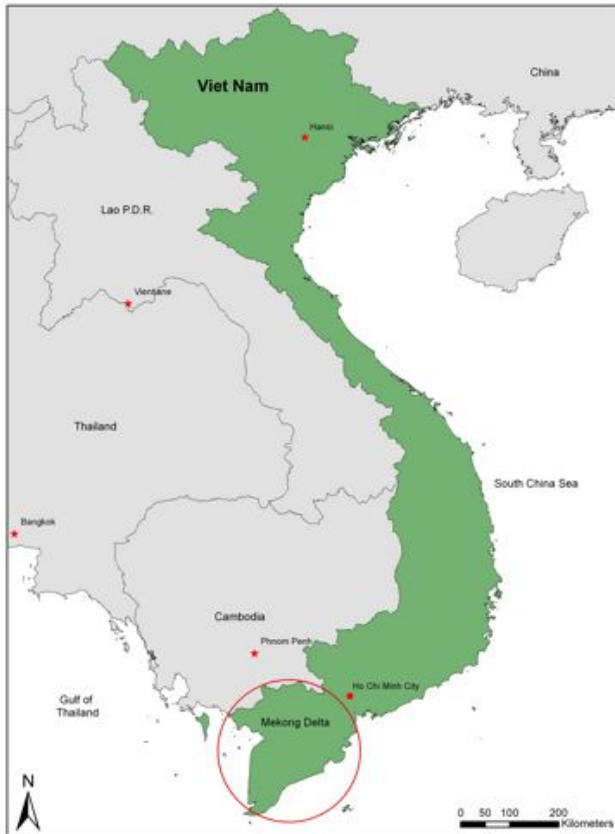 Viet Nam
China
Hanoi
Lao P.D.R.
Vientiane
Thailand
South China Sea
Bangkok
Cambodia
Phnom Penh
Ho Chi Minh City
Gulf of
Thailand
Mekong Delta
N
0 50 100 200
Kilometers